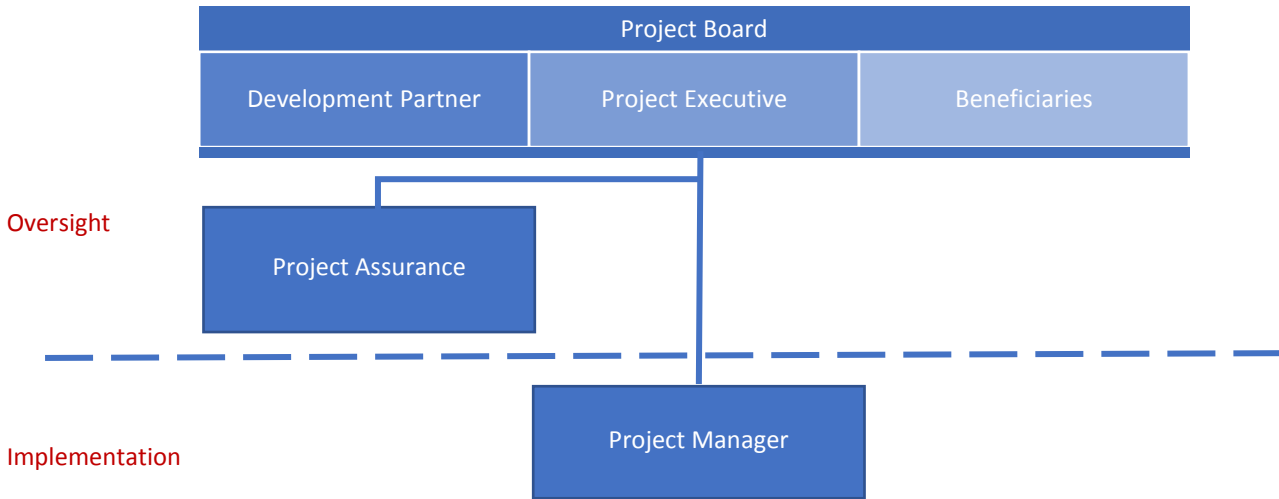 Project Board
Development Partner
Project Executive
Beneficiaries
Oversight
Project Assurance
Project Manager
Implementation